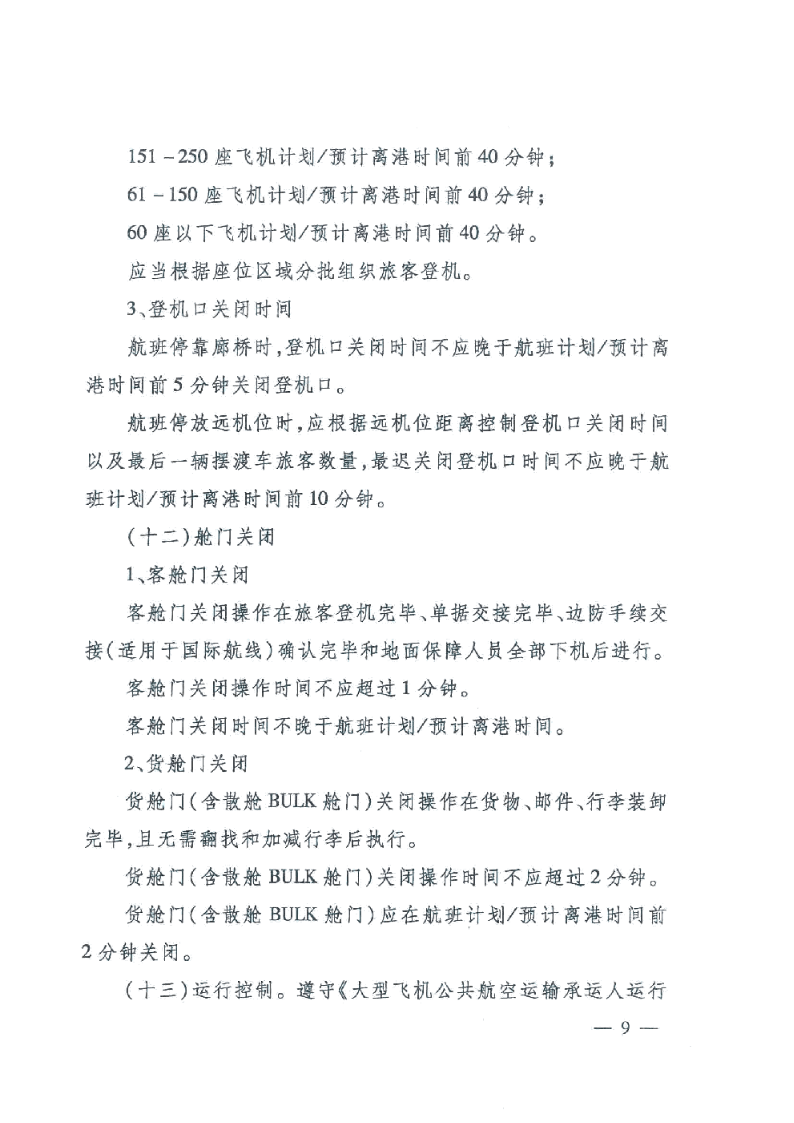 151－250 座飞机计划/预计离港时间前 40 分钟；
61－150 座飞机计划/预计离港时间前 40 分钟；
60 座以下飞机计划/预计离港时间前 40 分钟。
应当根据座位区域分批组织旅客登机。
3、登机口关闭时间
航班停靠廊桥时，登机口关闭时间不应晚于航班计划/预计离
港时间前 5 分钟关闭登机口。
航班停放远机位时，应根据远机位距离控制登机口关闭时间
以及最后一辆摆渡车旅客数量，最迟关闭登机口时间不应晚于航
班计划/预计离港时间前 10 分钟。
（十二）舱门关闭
1、客舱门关闭
客舱门关闭操作在旅客登机完毕、单据交接完毕、边防手续交
接（适用于国际航线）确认完毕和地面保障人员全部下机后进行。
客舱门关闭操作时间不应超过 1 分钟。
客舱门关闭时间不晚于航班计划/预计离港时间。
2、货舱门关闭
货舱门（含散舱 BULK 舱门）关闭操作在货物、邮件、行李装卸
完毕，且无需翻找和加减行李后执行。
货舱门（含散舱 BULK 舱门）关闭操作时间不应超过 2 分钟。
货舱门（含散舱 BULK 舱门）应在航班计划/预计离港时间前
2 分钟关闭。
（十三）运行控制。遵守《大型飞机公共航空运输承运人运行
— 9 —